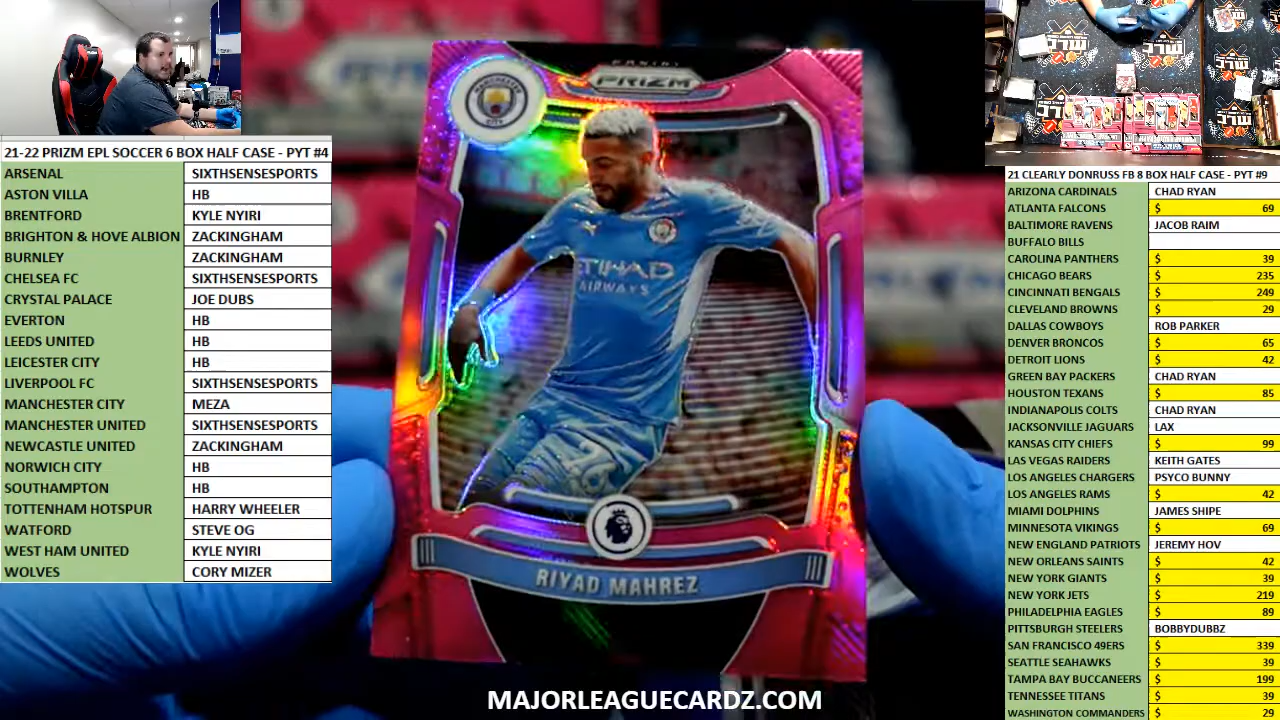 21-22 PRIZM EPL SOCCER 6 BOX HALF CASE - PYT #4
ARSENAL SIXTHSENSESPORTS
ASTON VILLA HB
BRENTFORD KYLE NYIRI
BRIGHTON & HOVE ALBION ZACKINGHAM
BURNLEY ZACKINGHAM
CHELSEA FC SIXTHSENSESPORTS
CRYSTAL PALACE JOE DUBS
EVERTON HB
LEEDS UNITED HB
LEICESTER CITY HB
LIVERPOOL FC SIXTHSENSESPORTS
MANCHESTER CITY MEZA
MANCHESTER UNITED SIXTHSENSESPORTS
NEWCASTLE UNITED ZACKINGHAM
NORWICH CITY HB
SOUTHAMPTON HB
TOTTENHAM HOTSPUR HARRY WHEELER
WATFORD STEVE OG
WEST HAM UNITED KYLE NYIRI
WOLVES CORY MIZER
PANINI
PRIZM
MANCHESTER
CITY
ETIHAD
AIRWAYS
RIYAD MAHREZ
MAJORLEAGUECARDZ.COM
21 CLEARLY DONRUSS FB 8 BOX HALF CASE - PYT #9
ARIZONA CARDINALS CHAD RYAN
ATLANTA FALCONS $ 69
BALTIMORE RAVENS JACOB RAIM
BUFFALO BILLS
CAROLINA PANTHERS $ 39
CHICAGO BEARS $ 235
CINCINNATI BENGALS $ 249
CLEVELAND BROWNS $ 29
DALLAS COWBOYS ROB PARKER
DENVER BRONCOS $ 65
DETROIT LIONS $ 42
GREEN BAY PACKERS CHAD RYAN
HOUSTON TEXANS $ 85
INDIANAPOLIS COLTS CHAD RYAN
JACKSONVILLE JAGUARS LAX
KANSAS CITY CHIEFS $ 99
LAS VEGAS RAIDERS KEITH GATES
LOS ANGELES CHARGERS PSYCO BUNNY
LOS ANGELES RAMS $ 42
MIAMI DOLPHINS JAMES SHIPE
MINNESOTA VIKINGS $ 69
NEW ENGLAND PATRIOTS JEREMY HOV
NEW ORLEANS SAINTS $ 42
NEW YORK GIANTS $ 39
NEW YORK JETS $ 219
PHILADELPHIA EAGLES $ 89
PITTSBURGH STEELERS BOBBYDUBBZ
SAN FRANCISCO 49ERS $ 339
SEATTLE SEAHAWKS $ 39
TAMPA BAY BUCCANEERS $ 199
TENNESSEE TITANS $ 39
WASHINGTON COMMANDERS $ 29